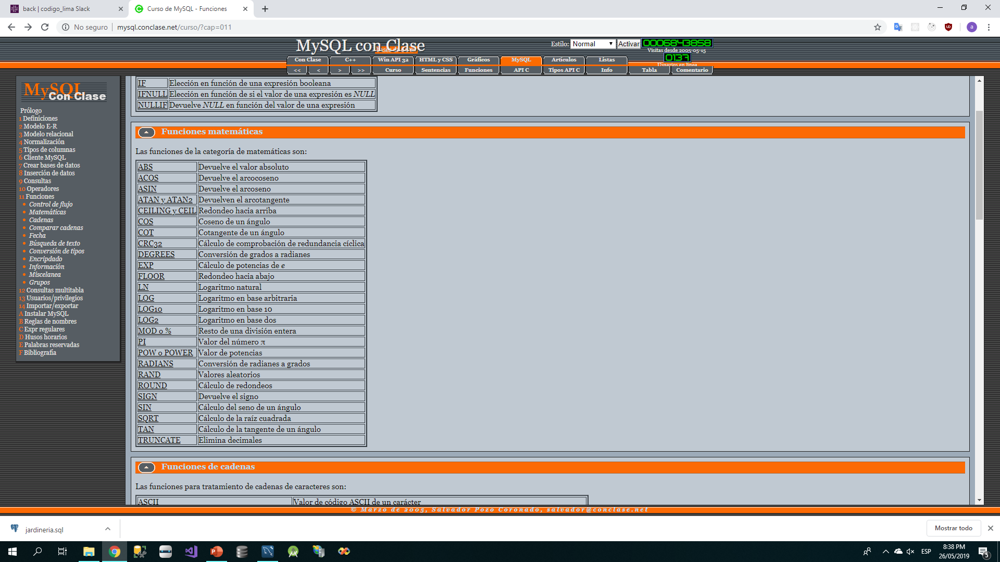 back | codigo_lima Slack
Curso de MySQL - Funciones
No seguro
mysql.conclase.net/curso/?cap=011
MySQL con Clase
Estilo:
Normal
Activar
0006843858
Visitas desde 2005-05-15
0137
Usuarios en línea
Con Clase
C++
Win API 32
HTML y CSS
Gráficos
MySQL
Artículos
Listas
<<
<
>
>>
Curso
Sentencias
Funciones
API C
Tipos API C
Info
Tabla
Comentario
MySQL
Con Clase
Prólogo
1 Definiciones
2 Modelo E-R
3 Modelo relacional
4 Normalización
5 Tipos de columnas
6 Cliente MySQL
7 Crear bases de datos
8 Inserción de datos
9 Consultas
10 Operadores
11 Funciones
Control de flujo
Matemáticas
Cadenas
Comparar cadenas
Fecha
Búsqueda de texto
Conversión de tipos
Encripdado
Información
Miscelanea
Grupos
12 Consultas multitabla
13 Usuarios/privilegios
14 Importar/exportar
A Instalar MySQL
B Reglas de nombres
C Expr regulares
D Husos horarios
E Palabras reservadas
F Bibliografía
IF Elección en función de una expresión booleana
IFNULL Elección en función de si el valor de una expresión es NULL
NULLIF Devuelve NULL en función del valor de una expresión
Funciones matemáticas
Las funciones de la categoría de matemáticas son:
ABS Devuelve el valor absoluto
ACOS Devuelve el arcocoseno
ASIN Devuelve el arcoseno
ATAN y ATAN2 Devuelven el arcotangente
CEILING y CEIL Redondeo hacia arriba
COS Coseno de un ángulo
COT Cotangente de un ángulo
CRC32 Cálculo de comprobación de redundancia cíclica
DEGREES Conversión de grados a radianes
EXP Cálculo de potencias de e
FLOOR Redondeo hacia abajo
LN Logaritmo natural
LOG Logaritmo en base arbitraria
LOG10 Logaritmo en base 10
LOG2 Logaritmo en base dos
MOD o % Resto de una división entera
PI Valor del número π
POW o POWER Valor de potencias
RADIANS Conversión de radianes a grados
RAND Valores aleatorios
ROUND Cálculo de redondeos
SIGN Devuelve el signo
SIN Cálculo del seno de un ángulo
SQRT Cálculo de la raíz cuadrada
TAN Cálculo de la tangente de un ángulo
TRUNCATE Elimina decimales
Funciones de cadenas
Las funciones para tratamiento de cadenas de caracteres son:
ASCII Valor de código ASCII de un carácter
© Marzo de 2005, Salvador Pozo Coronado, salvador@conclase.net
jardineria.sql
Mostrar todo
ESP
8:38 PM
26/05/2019
5